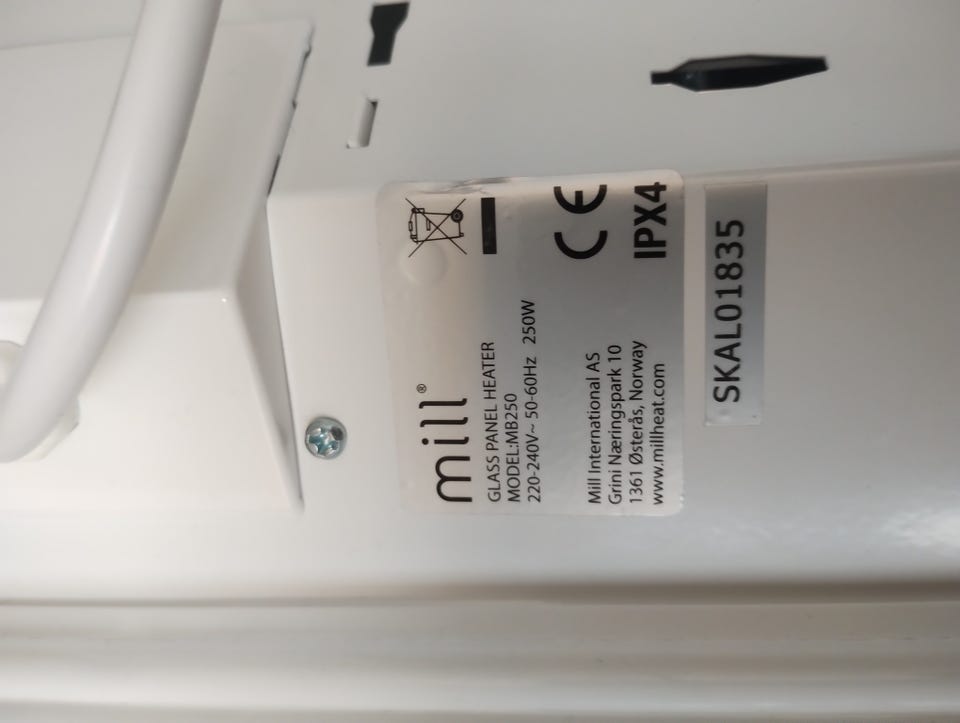 mill®
GLASS PANEL HEATER
MODEL:MB250
220-240V~ 50-60Hz 250W
Mill International AS
Grini Næringspark 10
1361 Østerås, Norway
www.millheat.com
CE
IPX4
SKAL01835